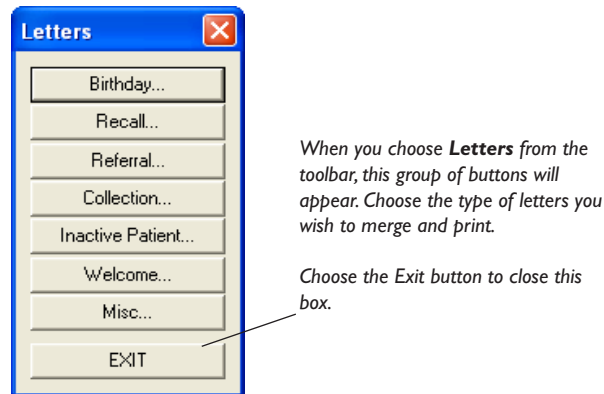 Letters
Birthday...
Recall...
Referral...
Collection...
Inactive Patient...
Welcome...
Misc...
EXIT
When you choose Letters from the
toolbar, this group of buttons will
appear. Choose the type of letters you
wish to merge and print.
Choose the Exit button to close this
box.